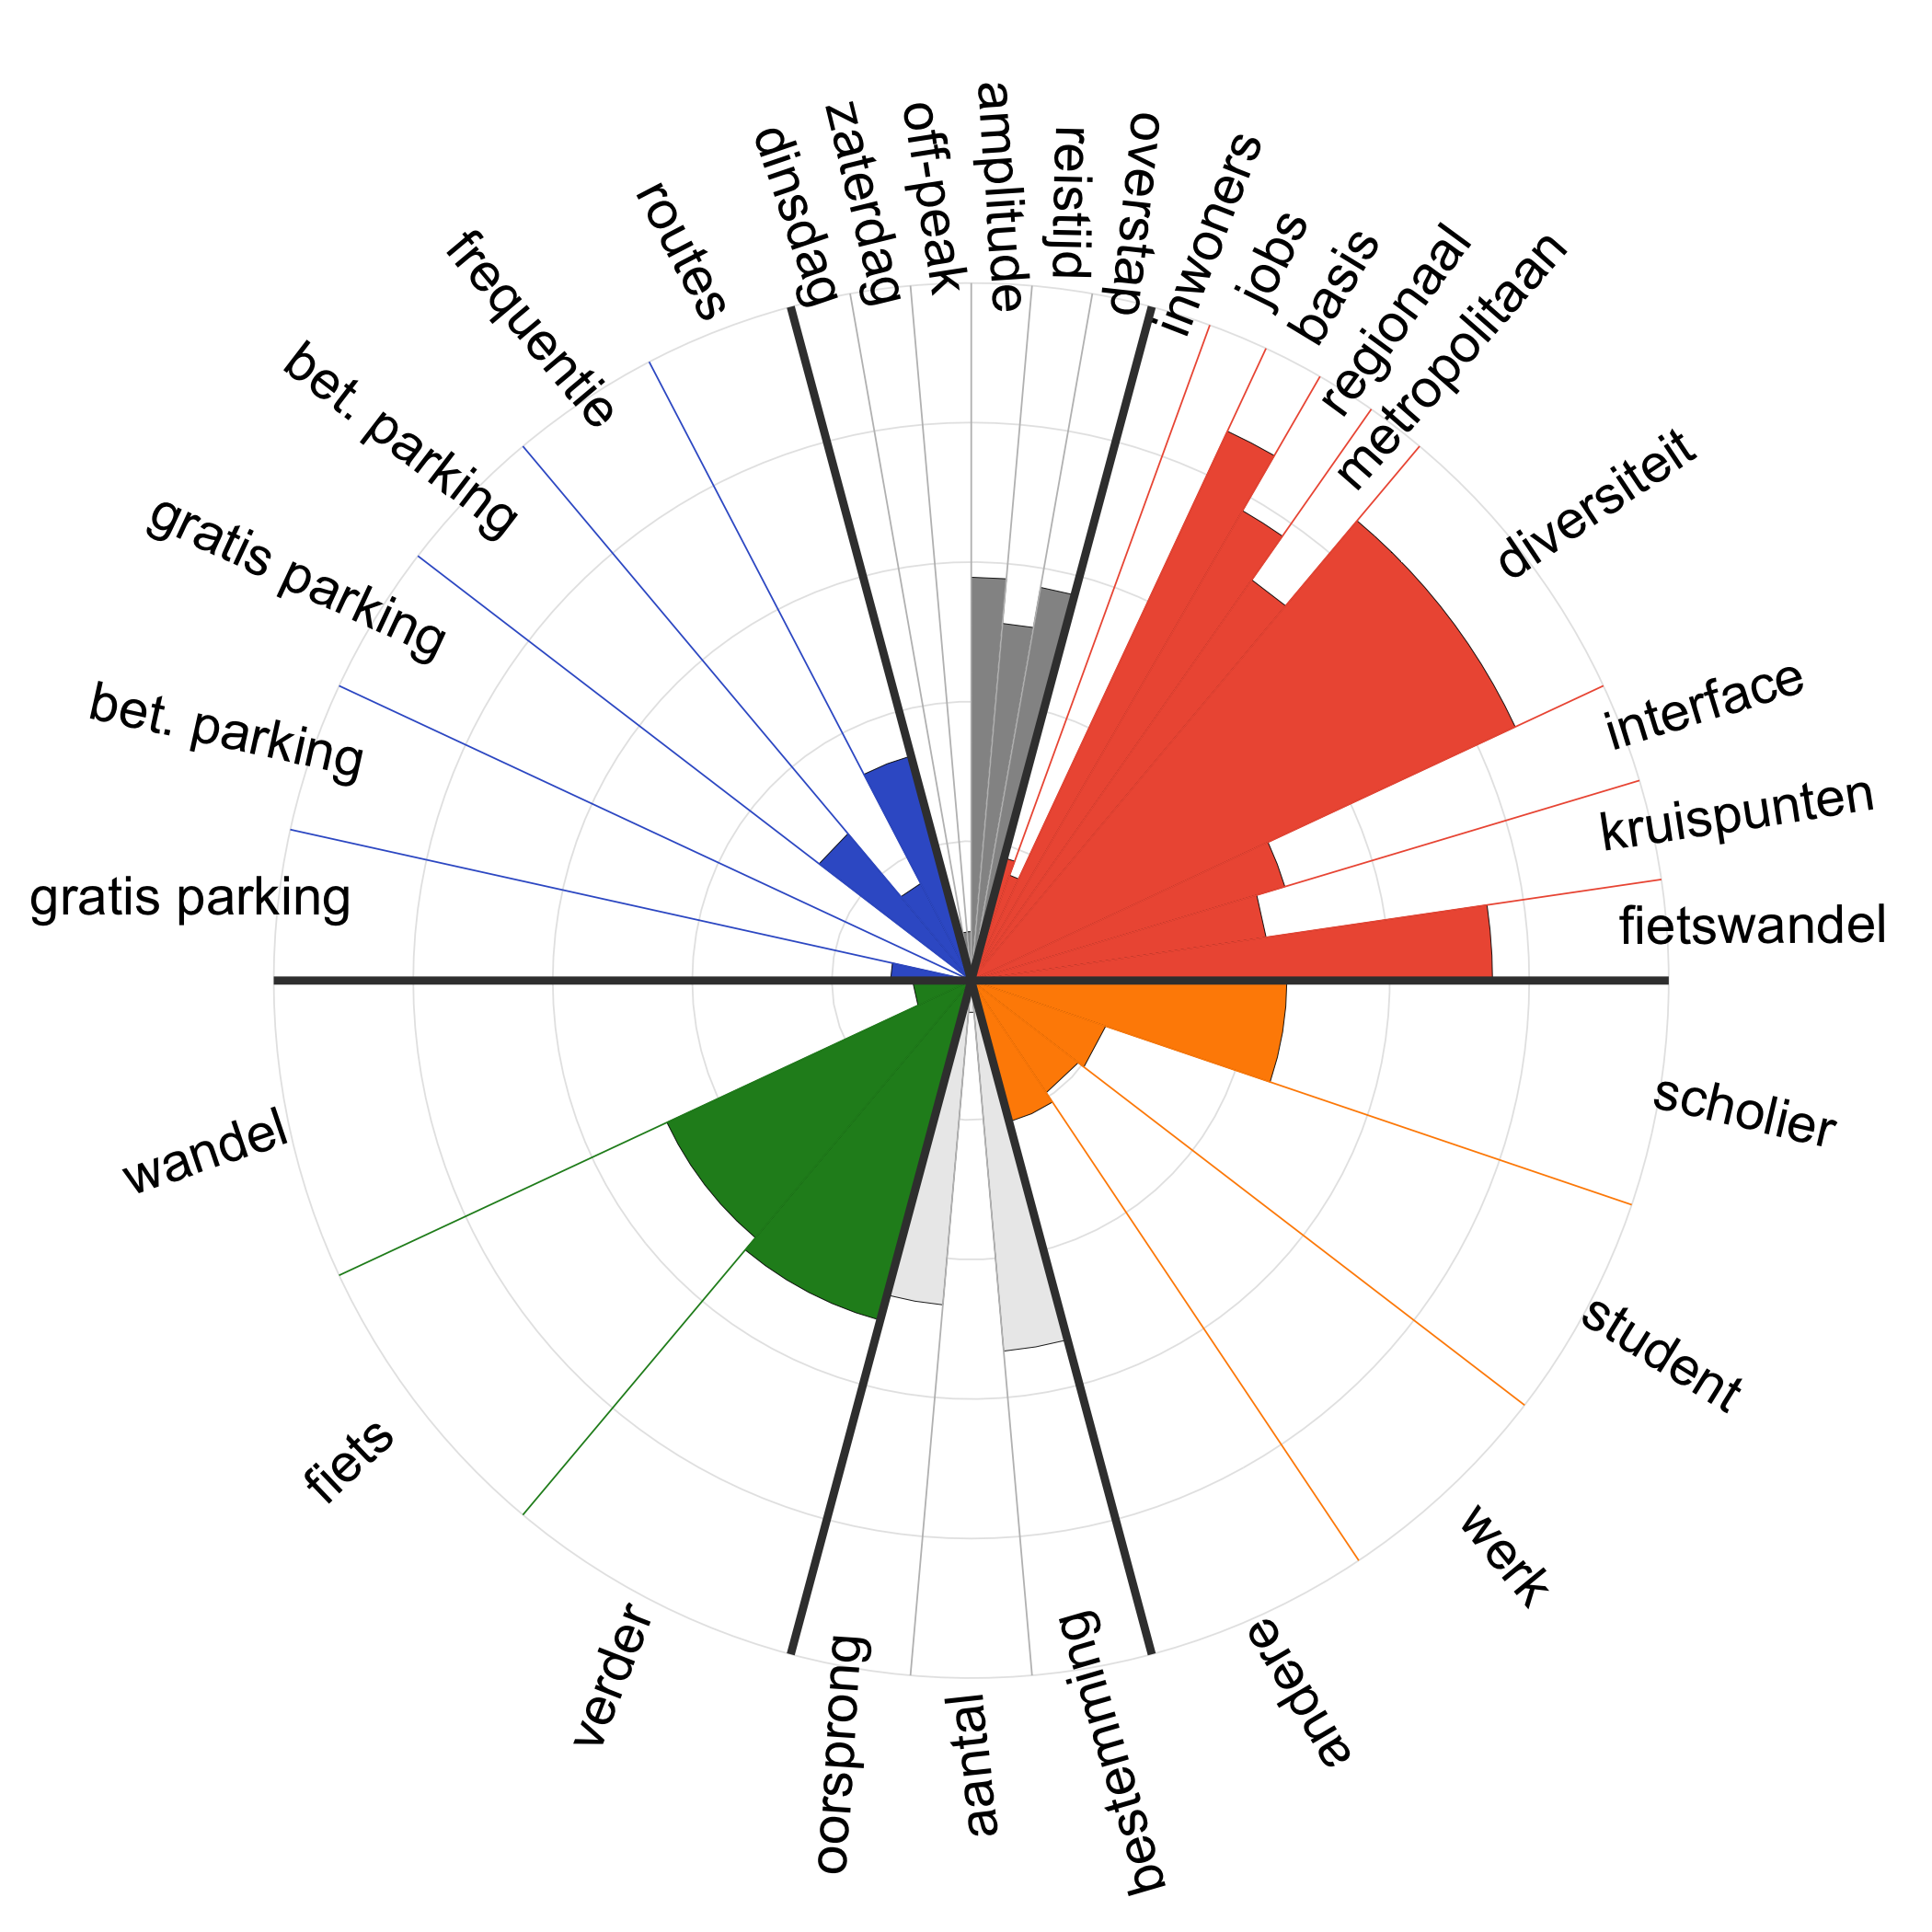 dinsdag
zaterdag
off-peak
amplitude
reistijd
overstap
inwoners
jobs
basis
regionaal
metropolitaan
diversiteit
interface
kruispunten
fietswandel
scholier
student
werk
andere
bestemming
aantal
oorsprong
verder
fiets
wandel
gratis parking
bet. parking
gratis parking
bet. parking
frequentie
routes